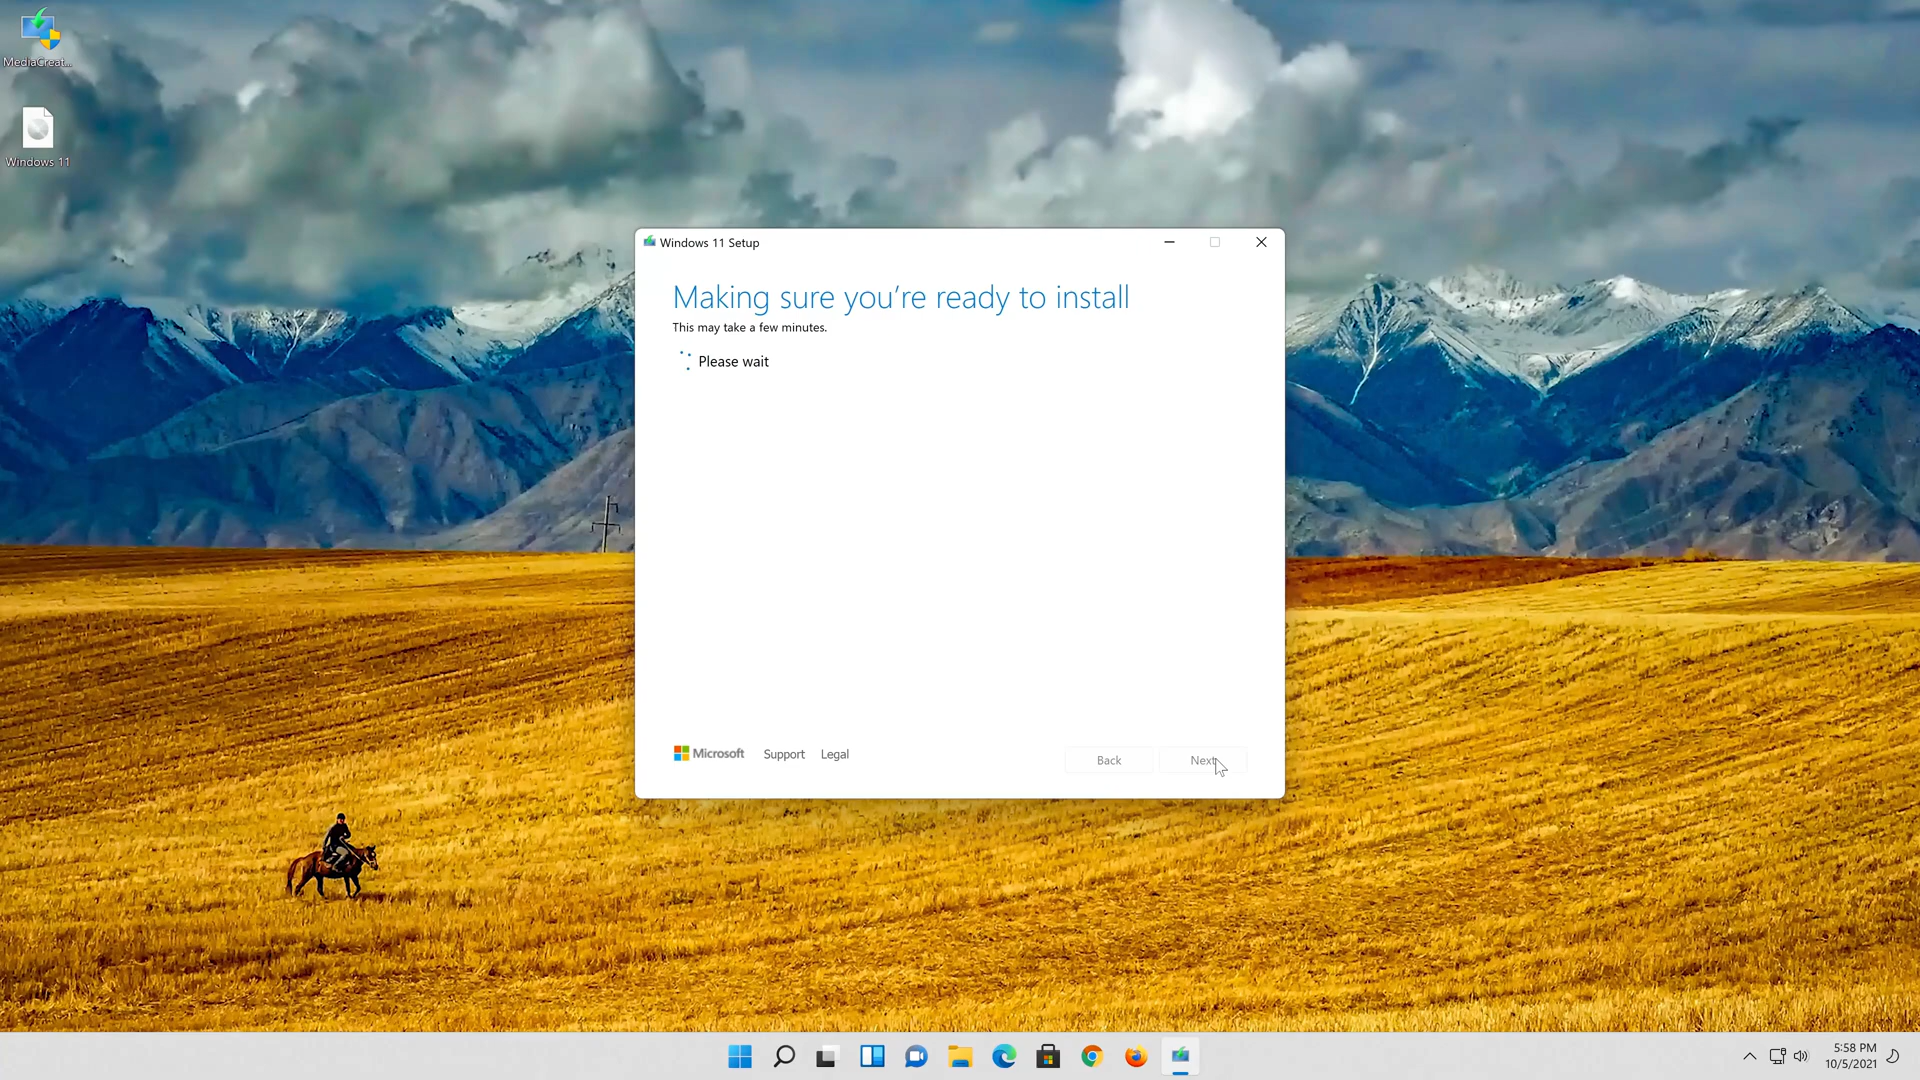 MediaCreat...
Windows 11
Windows 11 Setup
Making sure you're ready to install
This may take a few minutes.
Please wait
Microsoft Support Legal
Back Next
5:58 PM
10/5/2021